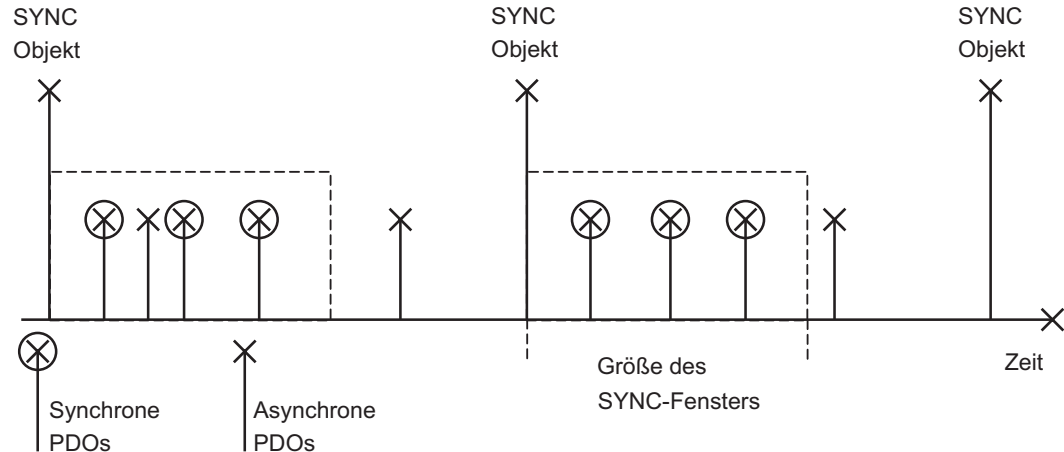 SYNC
Objekt
SYNC
Objekt
SYNC
Objekt
Größe des
SYNC-Fensters
Zeit
Synchrone
PDOs
Asynchrone
PDOs